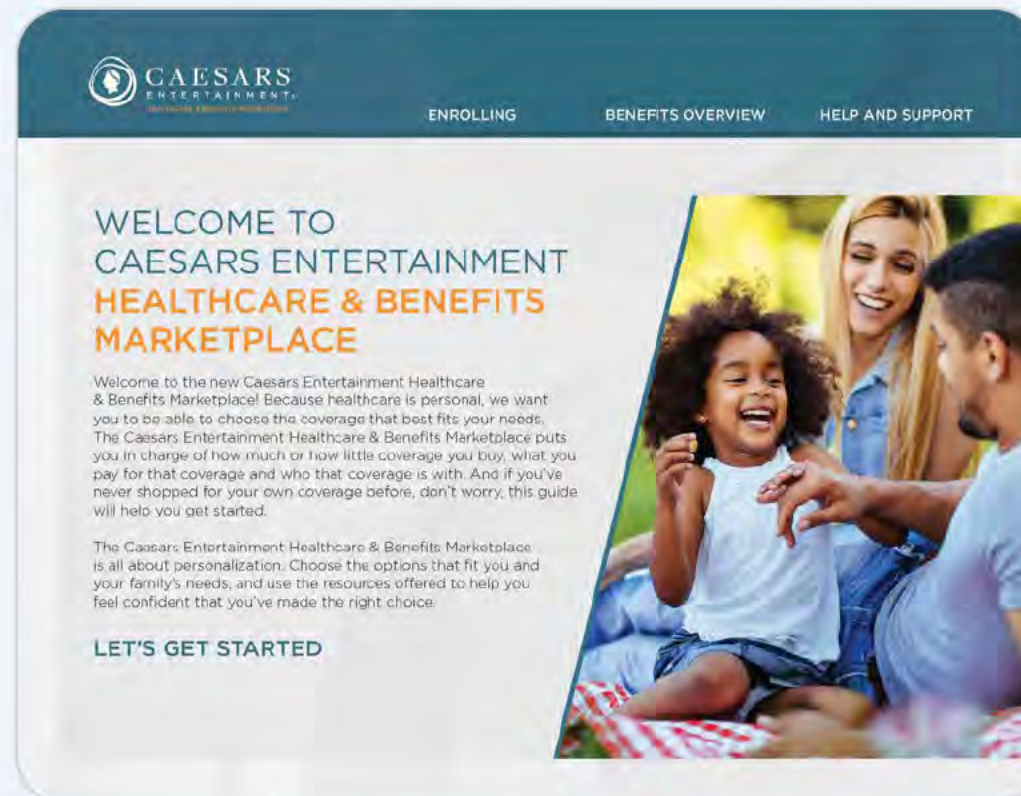 CAESARS
ENTERTAINMENT®
HEALTHCARE & BENEFITS MARKETPLACE
ENROLLING
BENEFITS OVERVIEW
HELP AND SUPPORT
WELCOME TO
CAESARS ENTERTAINMENT
HEALTHCARE & BENEFITS
MARKETPLACE
Welcome to the new Caesars Entertainment Healthcare
& Benefits Marketplace! Because healthcare is personal, we want
you to be able to choose the coverage that best fits your needs.
The Caesars Entertainment Healthcare & Benefits Marketplace puts
you in charge of how much or how little coverage you buy, what you
pay for that coverage and who that coverage is with. And if you've
never shopped for your own coverage before, don't worry, this guide
will help you get started.
The Caesars Entertainment Healthcare & Benefits Marketplace
is all about personalization. Choose the options that fit you and
your family's needs, and use the resources offered to help you
feel confident that you've made the right choice.
LET'S GET STARTED